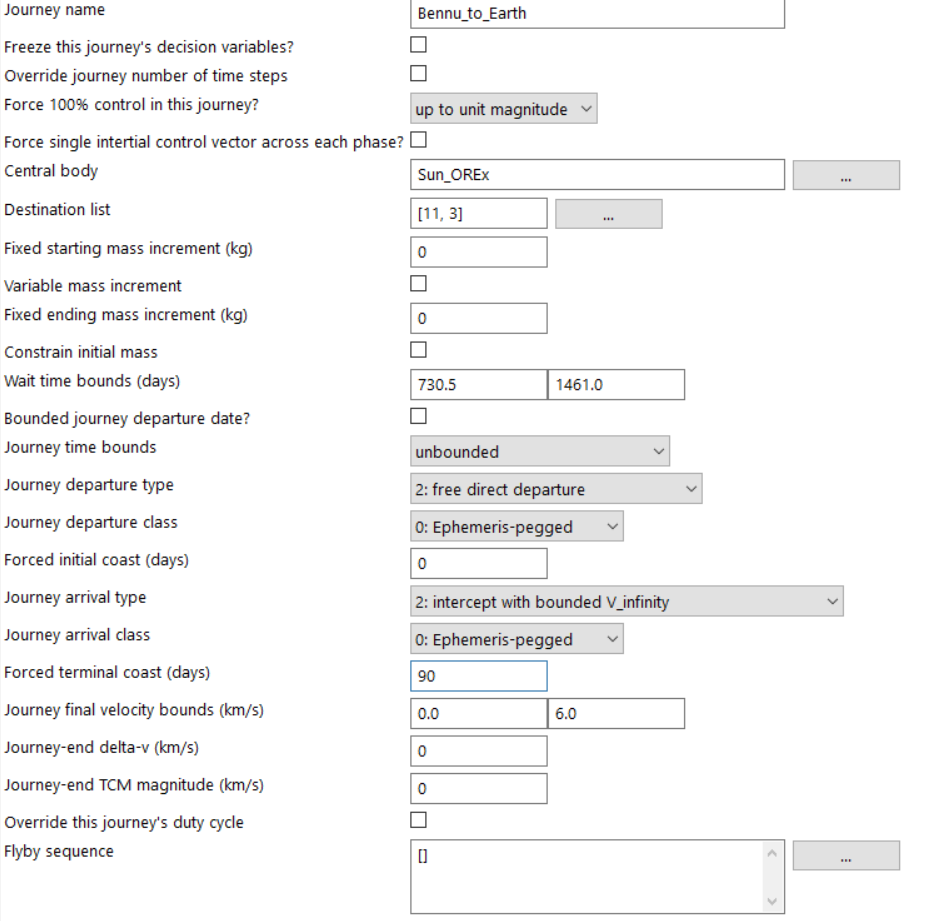 Journey name Bennu_to_Earth
Freeze this journey's decision variables?
Override journey number of time steps
Force 100% control in this journey? up to unit magnitude
Force single intertial control vector across each phase?
Central body Sun_OREx ...
Destination list [11, 3] ...
Fixed starting mass increment (kg) 0
Variable mass increment
Fixed ending mass increment (kg) 0
Constrain initial mass
Wait time bounds (days) 730.5 1461.0
Bounded journey departure date?
Journey time bounds unbounded
Journey departure type 2: free direct departure
Journey departure class 0: Ephemeris-pegged
Forced initial coast (days) 0
Journey arrival type 2: intercept with bounded V_infinity
Journey arrival class 0: Ephemeris-pegged
Forced terminal coast (days) 90
Journey final velocity bounds (km/s) 0.0 6.0
Journey-end delta-v (km/s) 0
Journey-end TCM magnitude (km/s) 0
Override this journey's duty cycle
Flyby sequence [] ...